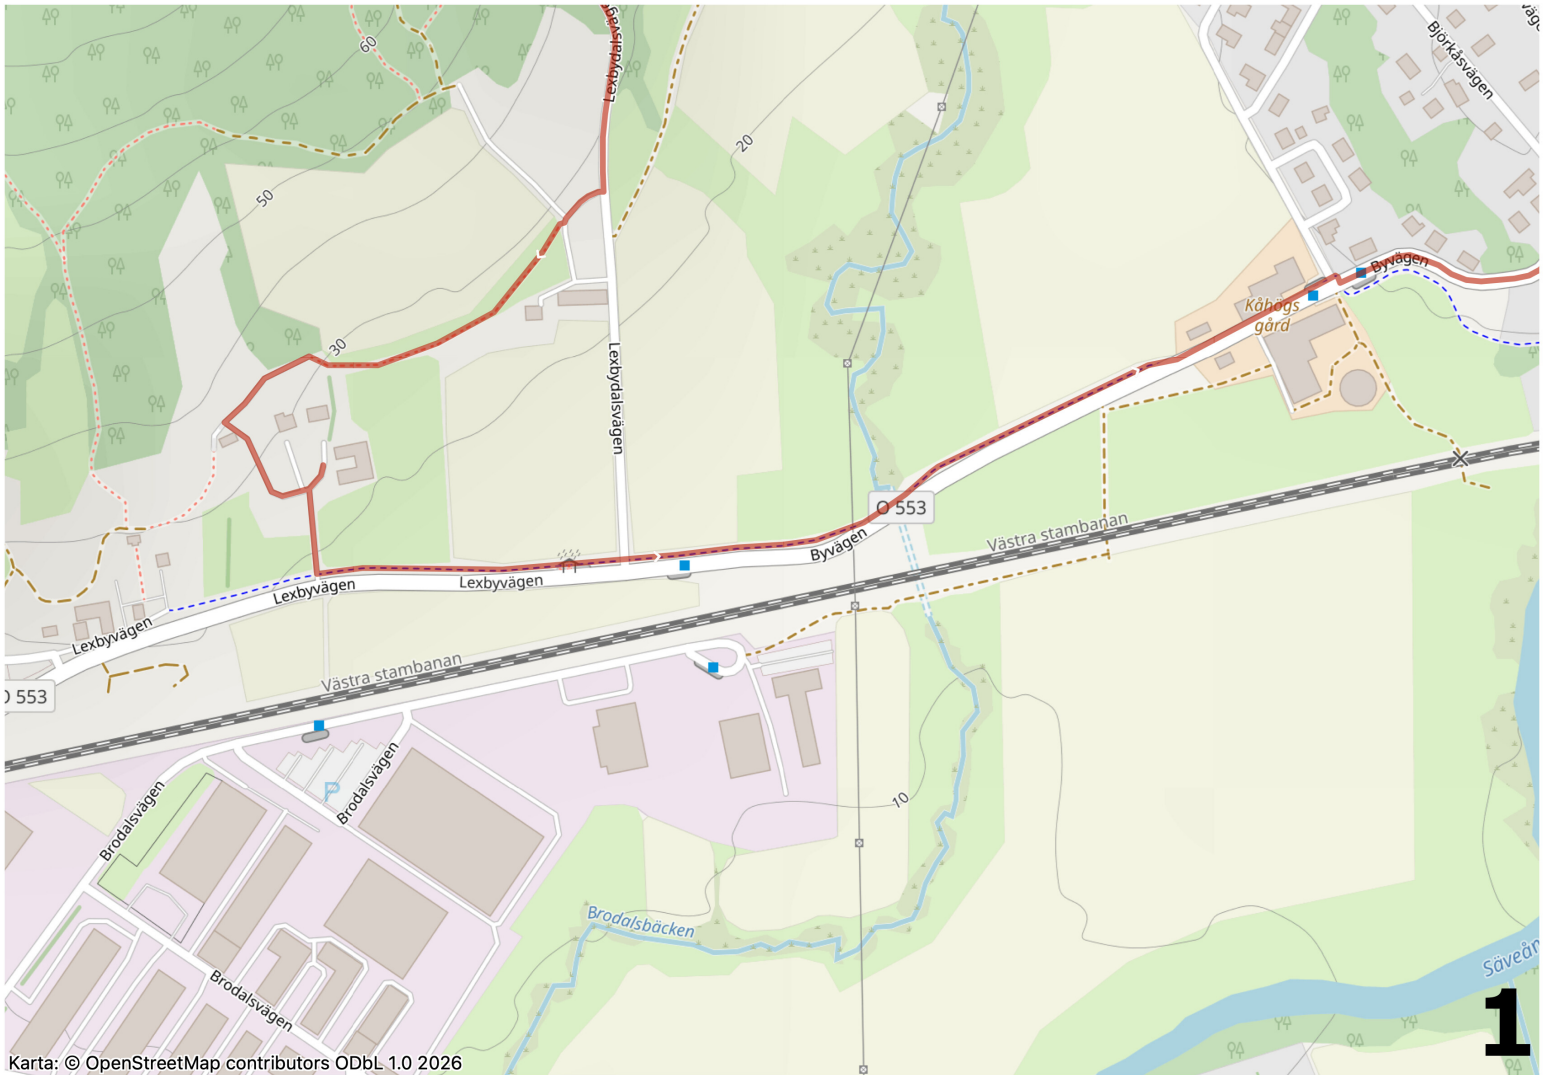 Lexbydalsvägen
Björkåsvägen
60
20
50
Byvägen
Kåhögs
gård
30
Lexbydalsvägen
O 553
Västra stambanan
Byvägen
Lexbyvägen
Lexbyvägen
Lexbyvägen
Västra stambanan
O 553
P
10
Brodalsvägen
Brodalsvägen
Brodalsbäcken
Säveån
Brodalsvägen
1
Karta: © OpenStreetMap contributors ODbL 1.0 2026